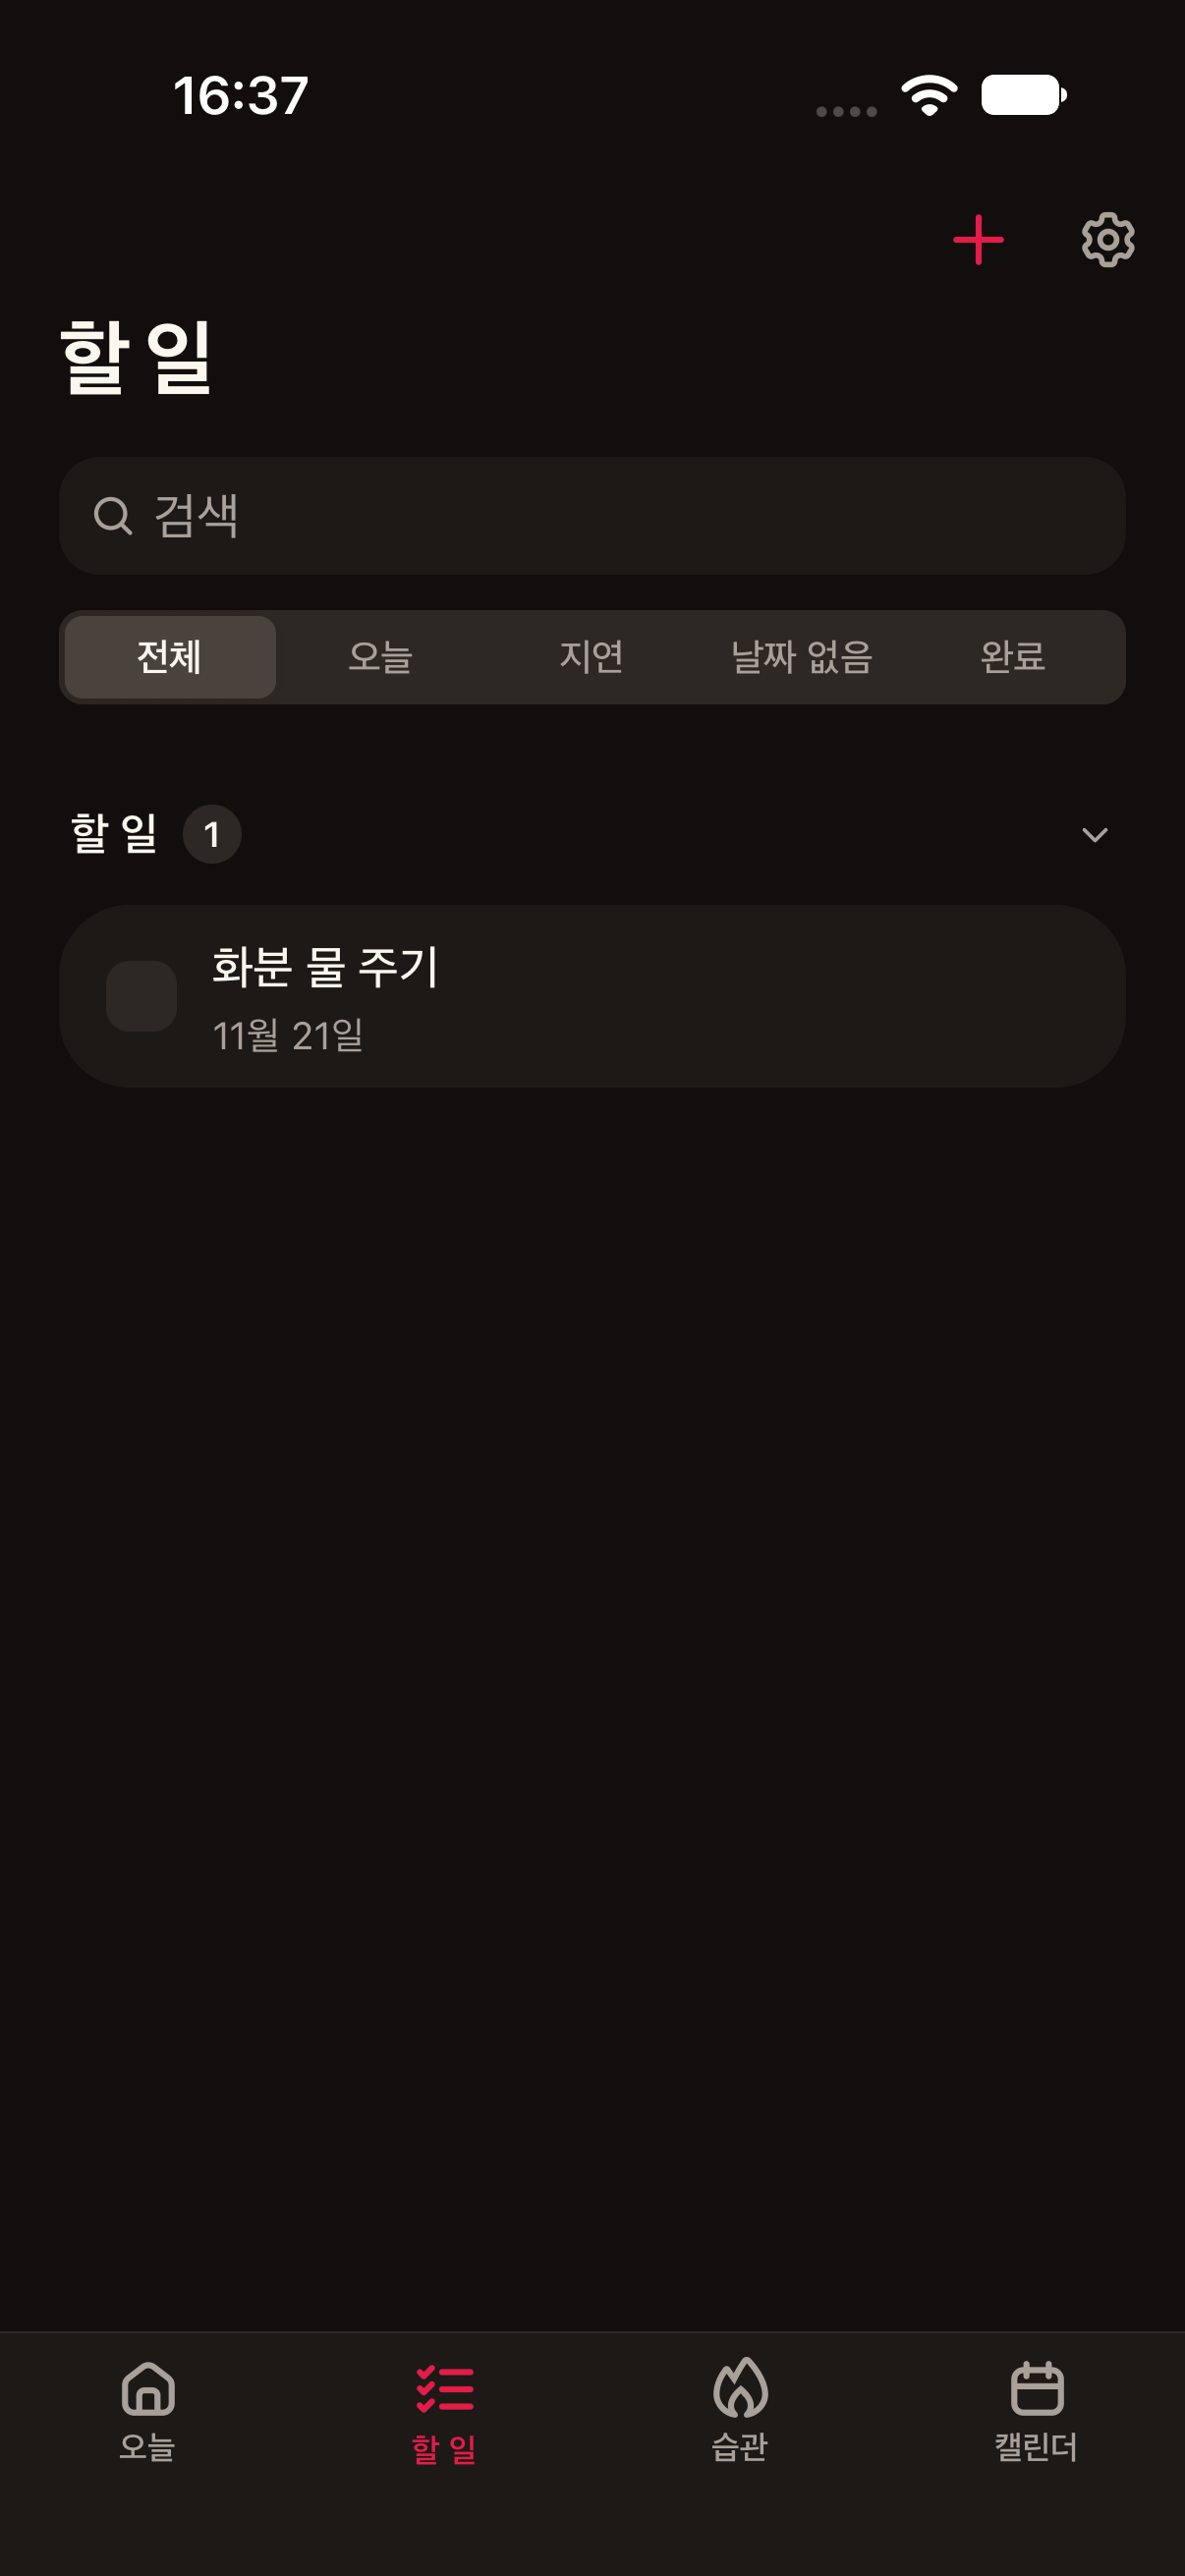 16:37
할 일
검색
전체 오늘 지연 날짜 없음 완료
할 일 1
화분 물 주기
11월 21일
오늘 할 일 습관 캘린더